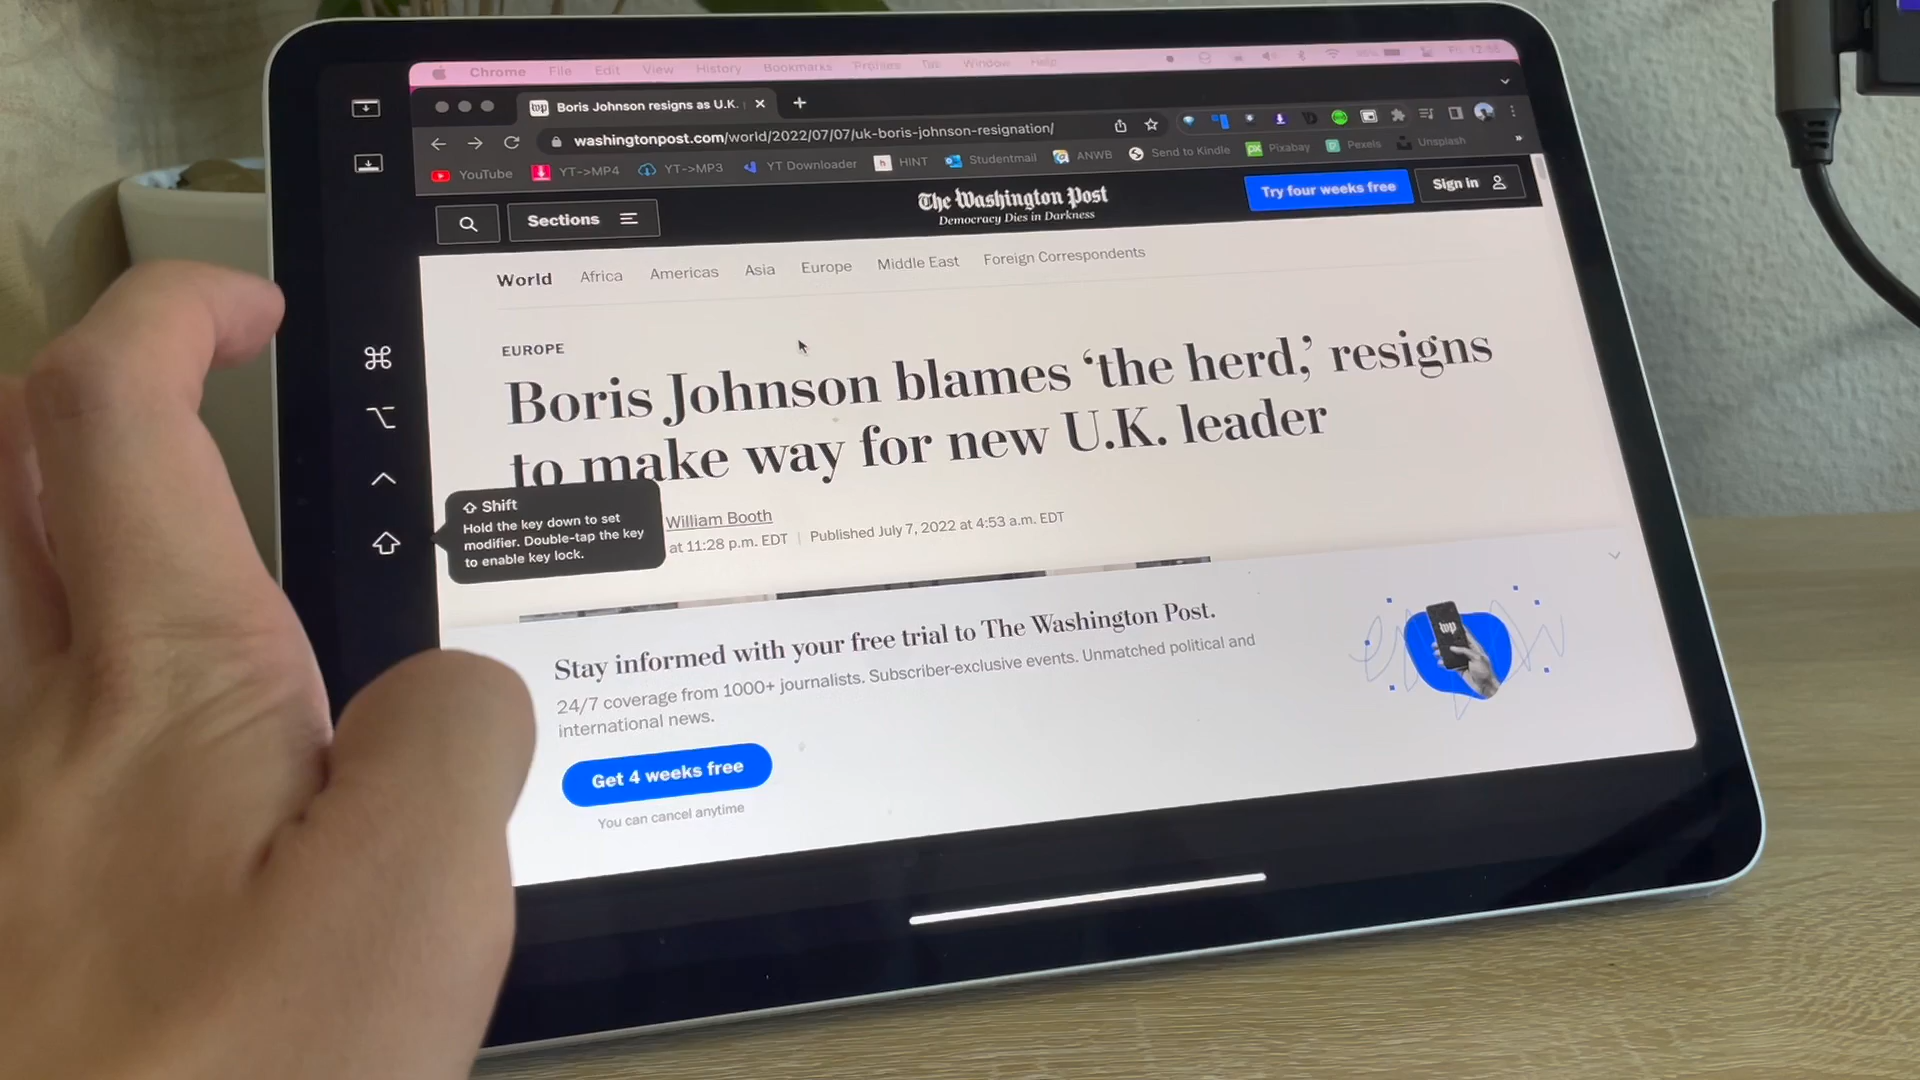 Chrome File Edit View History Bookmarks Profiles Tab Window Help
wp Boris Johnson resigns as U.K.
washingtonpost.com/world/2022/07/07/uk-boris-johnson-resignation/
YouTube YT->MP4 YT->MP3 YT Downloader HINT Studentmail ANWB Send to Kindle Pixabay Pexels Unsplash
Sections
The Washington Post
Democracy Dies in Darkness
Try four weeks free
Sign in
World Africa Americas Asia Europe Middle East Foreign Correspondents
EUROPE
Boris Johnson blames ‘the herd,’ resigns
to make way for new U.K. leader
Shift
Hold the key down to set
modifier. Double-tap the key
to enable key lock.
William Booth
at 11:28 p.m. EDT | Published July 7, 2022 at 4:53 a.m. EDT
Stay informed with your free trial to The Washington Post.
24/7 coverage from 1000+ journalists. Subscriber-exclusive events. Unmatched political and
international news.
wp
Get 4 weeks free
You can cancel anytime